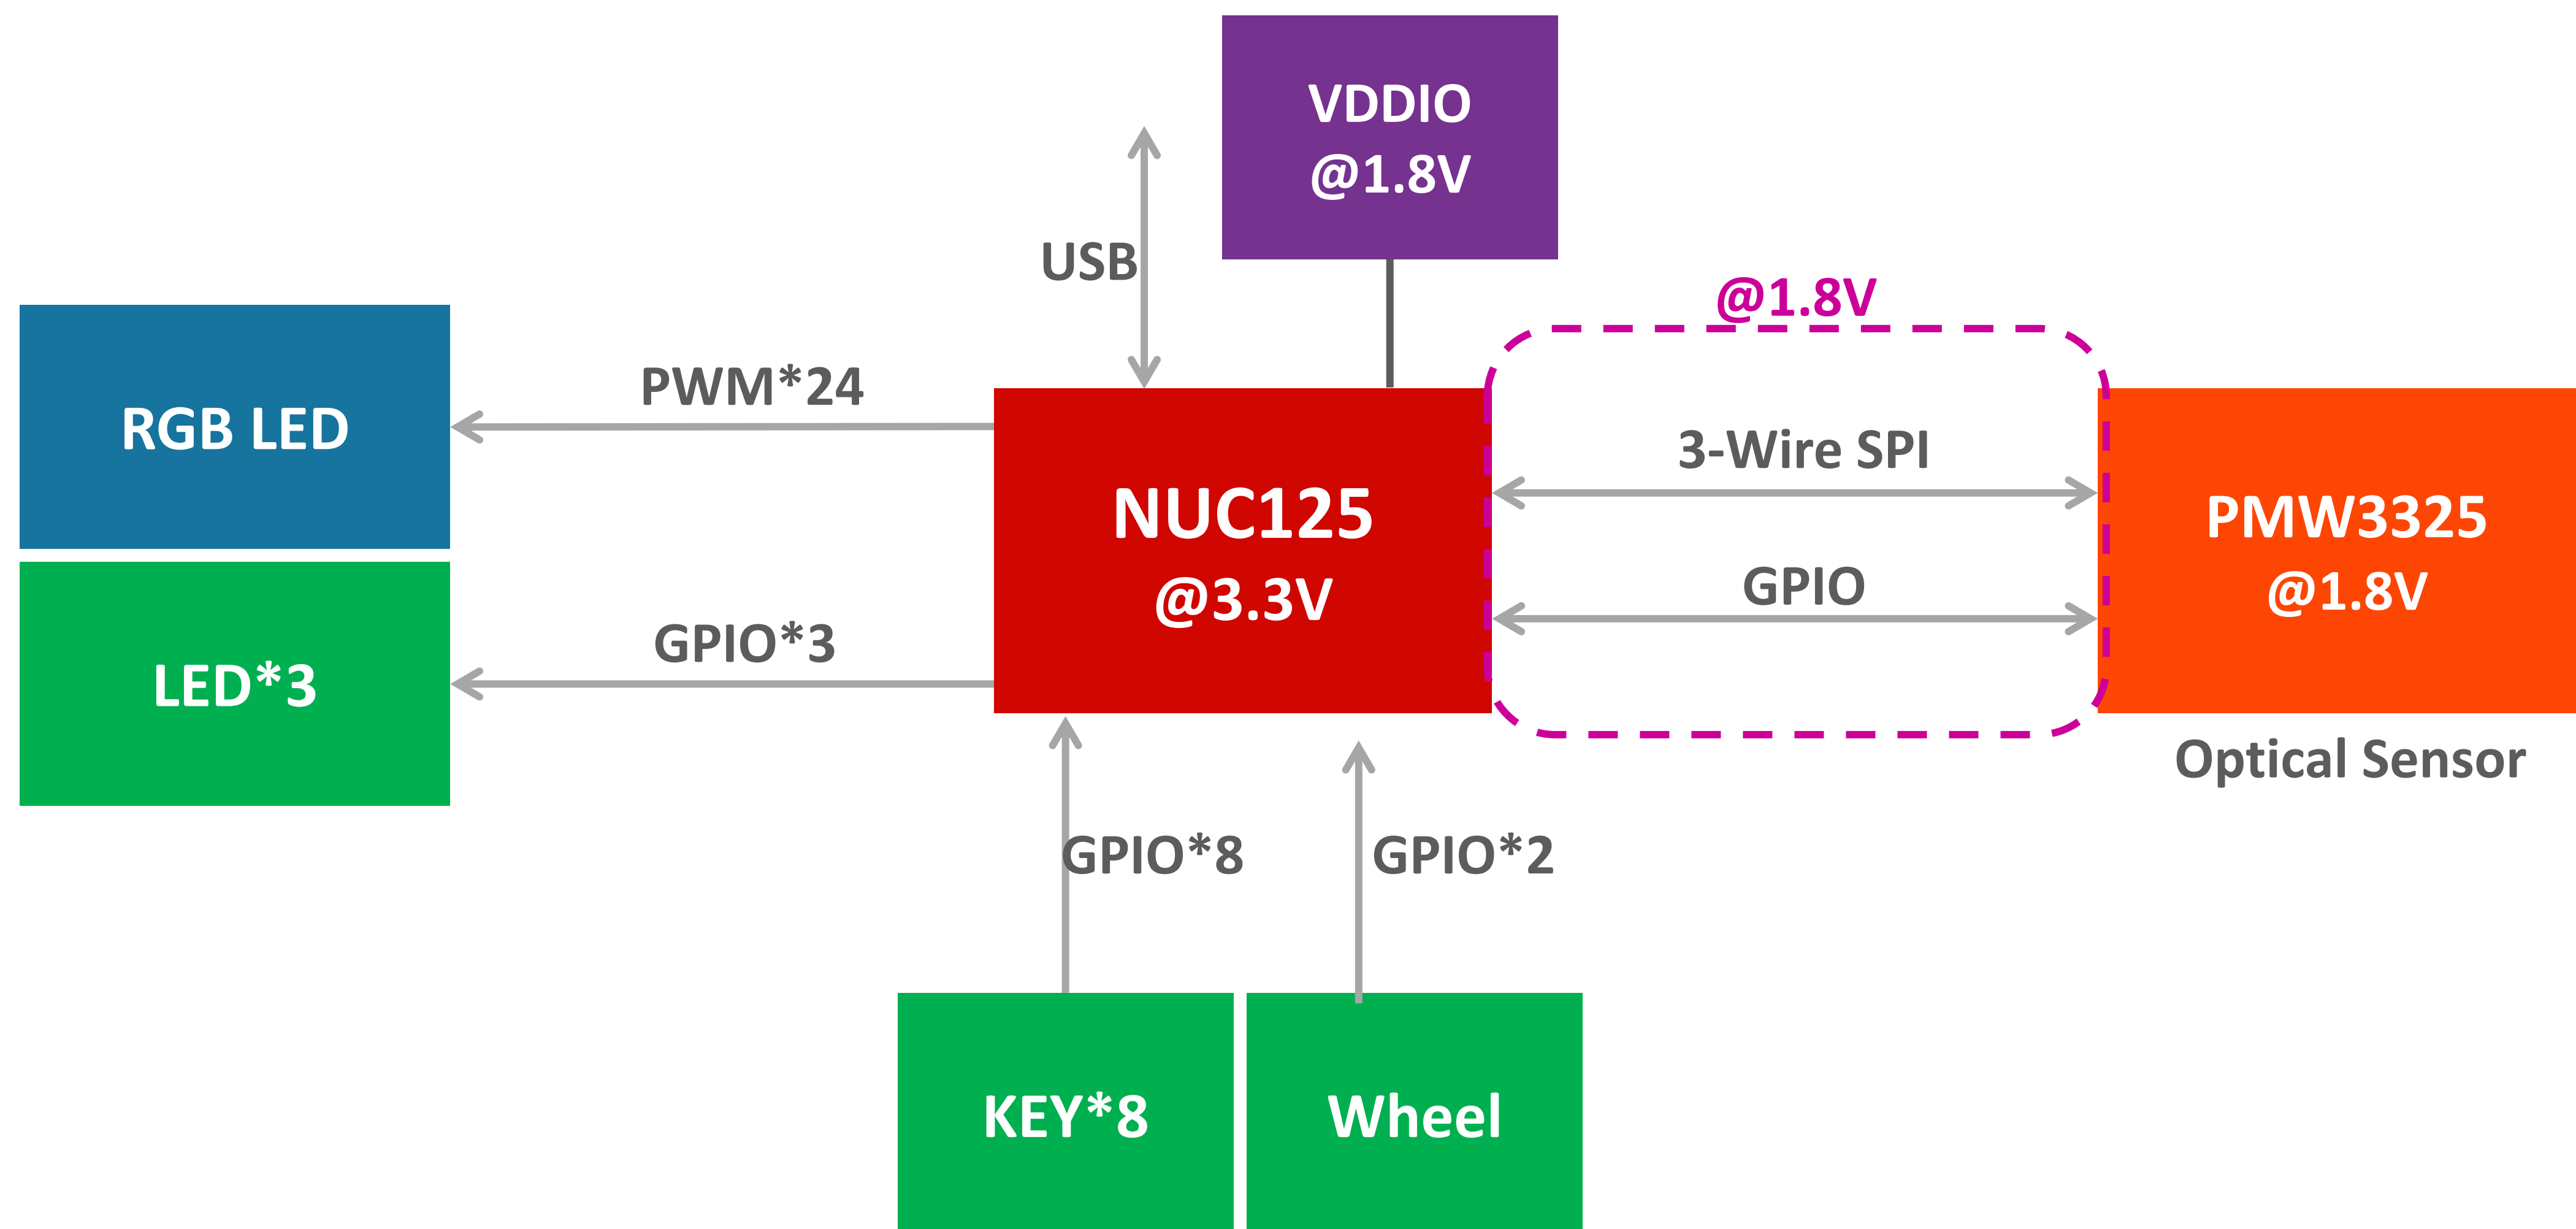 VDDIO
@1.8V
USB
@1.8V
RGB LED
PWM*24
NUC125
@3.3V
3-Wire SPI
GPIO
PMW3325
@1.8V
LED*3
GPIO*3
Optical Sensor
GPIO*8
GPIO*2
KEY*8
Wheel